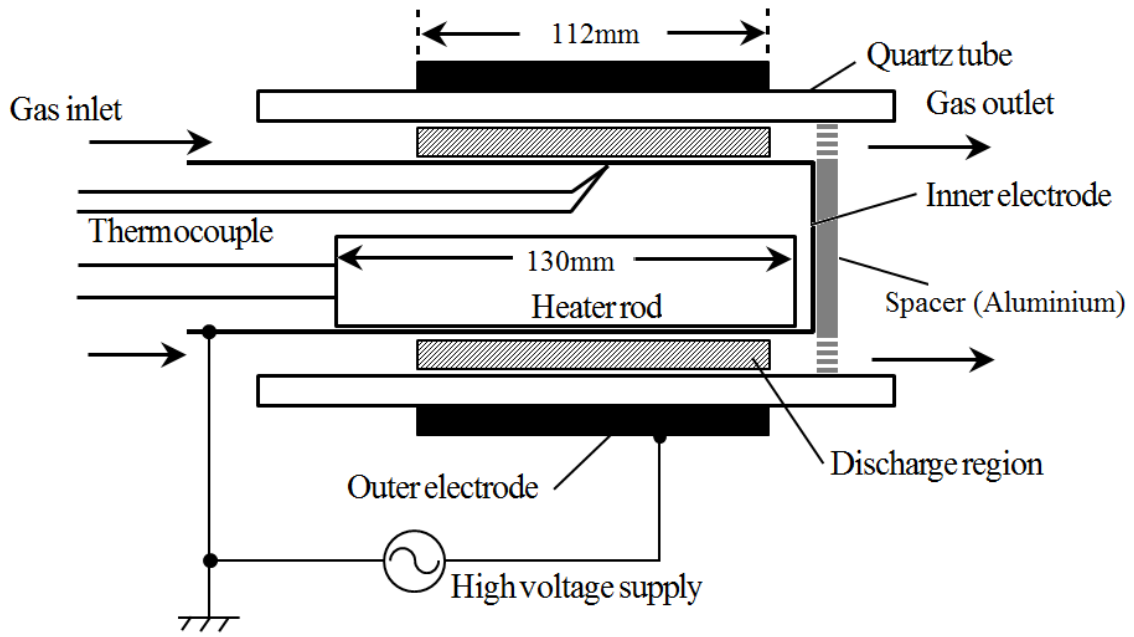 112mm
Quartz tube
Gas inlet
Gas outlet
Thermocouple
Inner electrode
130mm
Heater rod
Spacer (Aluminium)
Outer electrode
Discharge region
High voltage supply